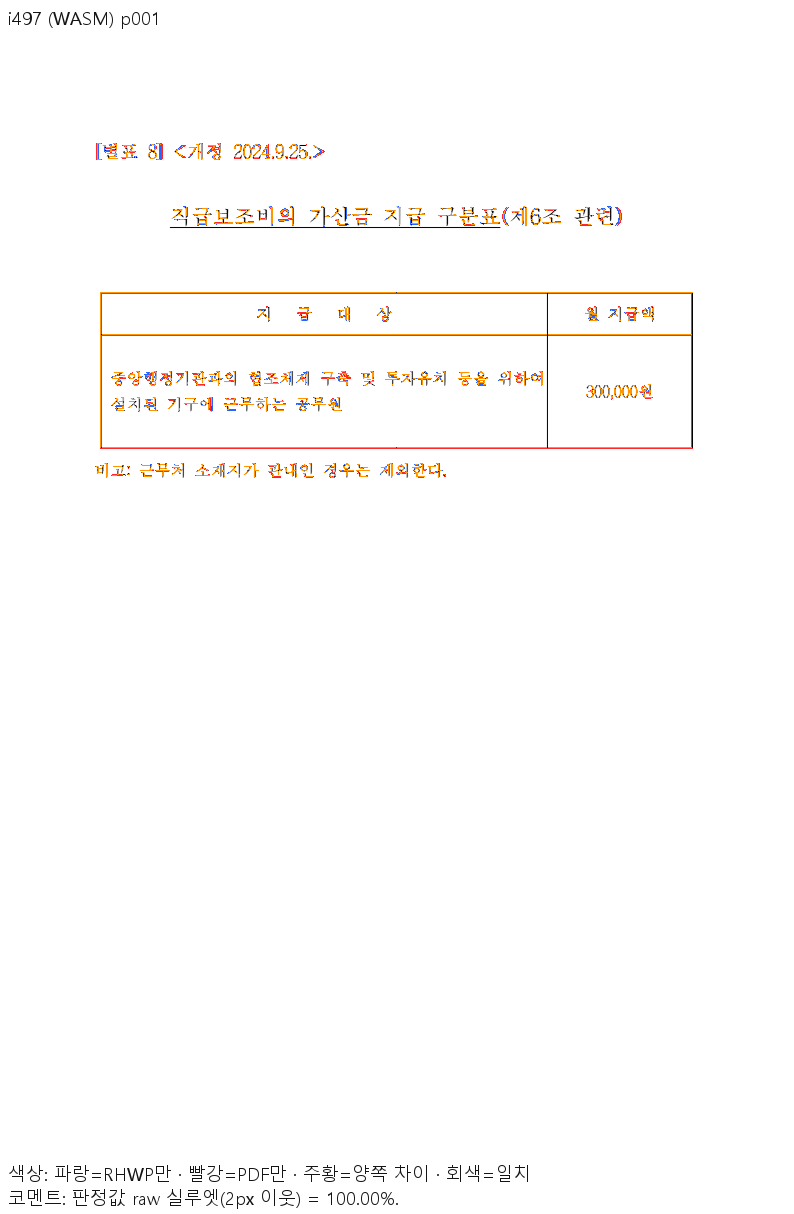 i497 (WASM) p001
[별표 8] <개정 2024.9.25.>
직급보조비의 가산금 지급 구분표(제6조 관련)
지 급 대 상 월 지급액
중앙행정기관과의 협조체제 구축 및 투자유치 등을 위하여
설치된 기구에 근무하는 공무원
300,000원
비고: 근무처 소재지가 관내인 경우는 제외한다.
색상: 파랑=RHWP만 · 빨강=PDF만 · 주황=양쪽 차이 · 회색=일치
코멘트: 판정값 raw 실루엣(2px 이웃) = 100.00%.